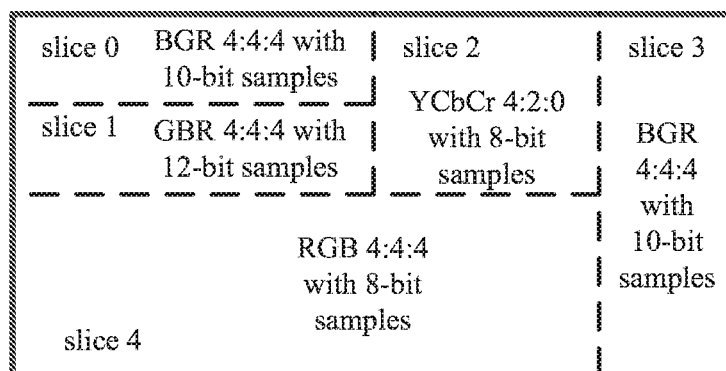 slice 0
BGR 4:4:4 with
10-bit samples
slice 1
GBR 4:4:4 with
12-bit samples
slice 2
YCbCr 4:2:0
with 8-bit
samples
slice 3
BGR
4:4:4
with
10-bit
samples
RGB 4:4:4
with 8-bit
samples
slice 4